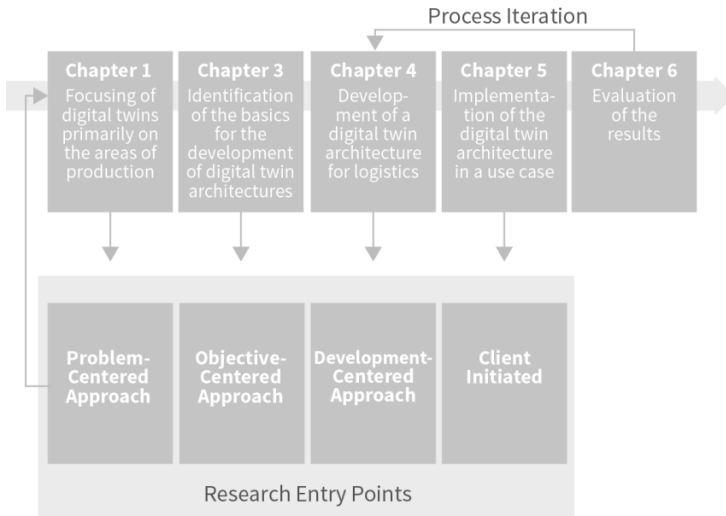 Process Iteration
Chapter 1
Focusing of
digital twins
primarily on
the areas of
production
Chapter 3
Identification
of the basics
for the
development
of digital twin
architectures
Chapter 4
Develop-
ment of a
digital twin
architecture
for logistics
Chapter 5
Implementa-
tion of the
digital twin
architecture
in a use case
Chapter 6
Evaluation
of the
results
Problem-
Centered
Approach
Objective-
Centered
Approach
Development-
Centered
Approach
Client
Initiated
Research Entry Points